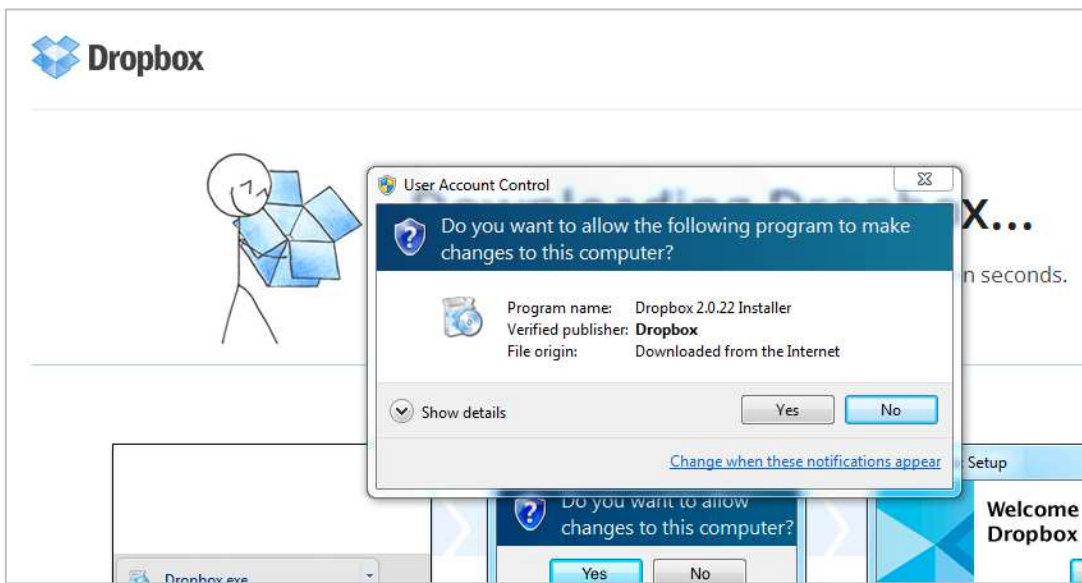 Dropbox
User Account Control
x...
Do you want to allow the following program to make
changes to this computer?
n seconds.
Program name: Dropbox 2.0.22 Installer
Verified publisher: Dropbox
File origin: Downloaded from the Internet
Show details
Yes
No
Change when these notifications appear
Setup
Do you want to allow
changes to this computer?
Welcome
Dropbox
Dropbox.exe
Yes
No